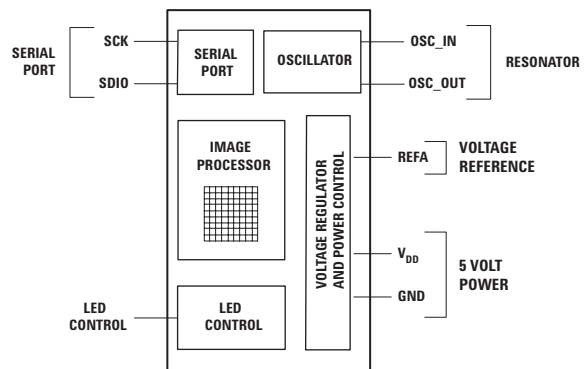 SERIAL
PORT
SCK
SDIO
SERIAL
PORT
OSCILLATOR
OSC_IN
OSC_OUT
RESONATOR
IMAGE
PROCESSOR
VOLTAGE REGULATOR
AND POWER CONTROL
REFA
VOLTAGE
REFERENCE
VDD
GND
5 VOLT
POWER
LED
CONTROL
LED
CONTROL